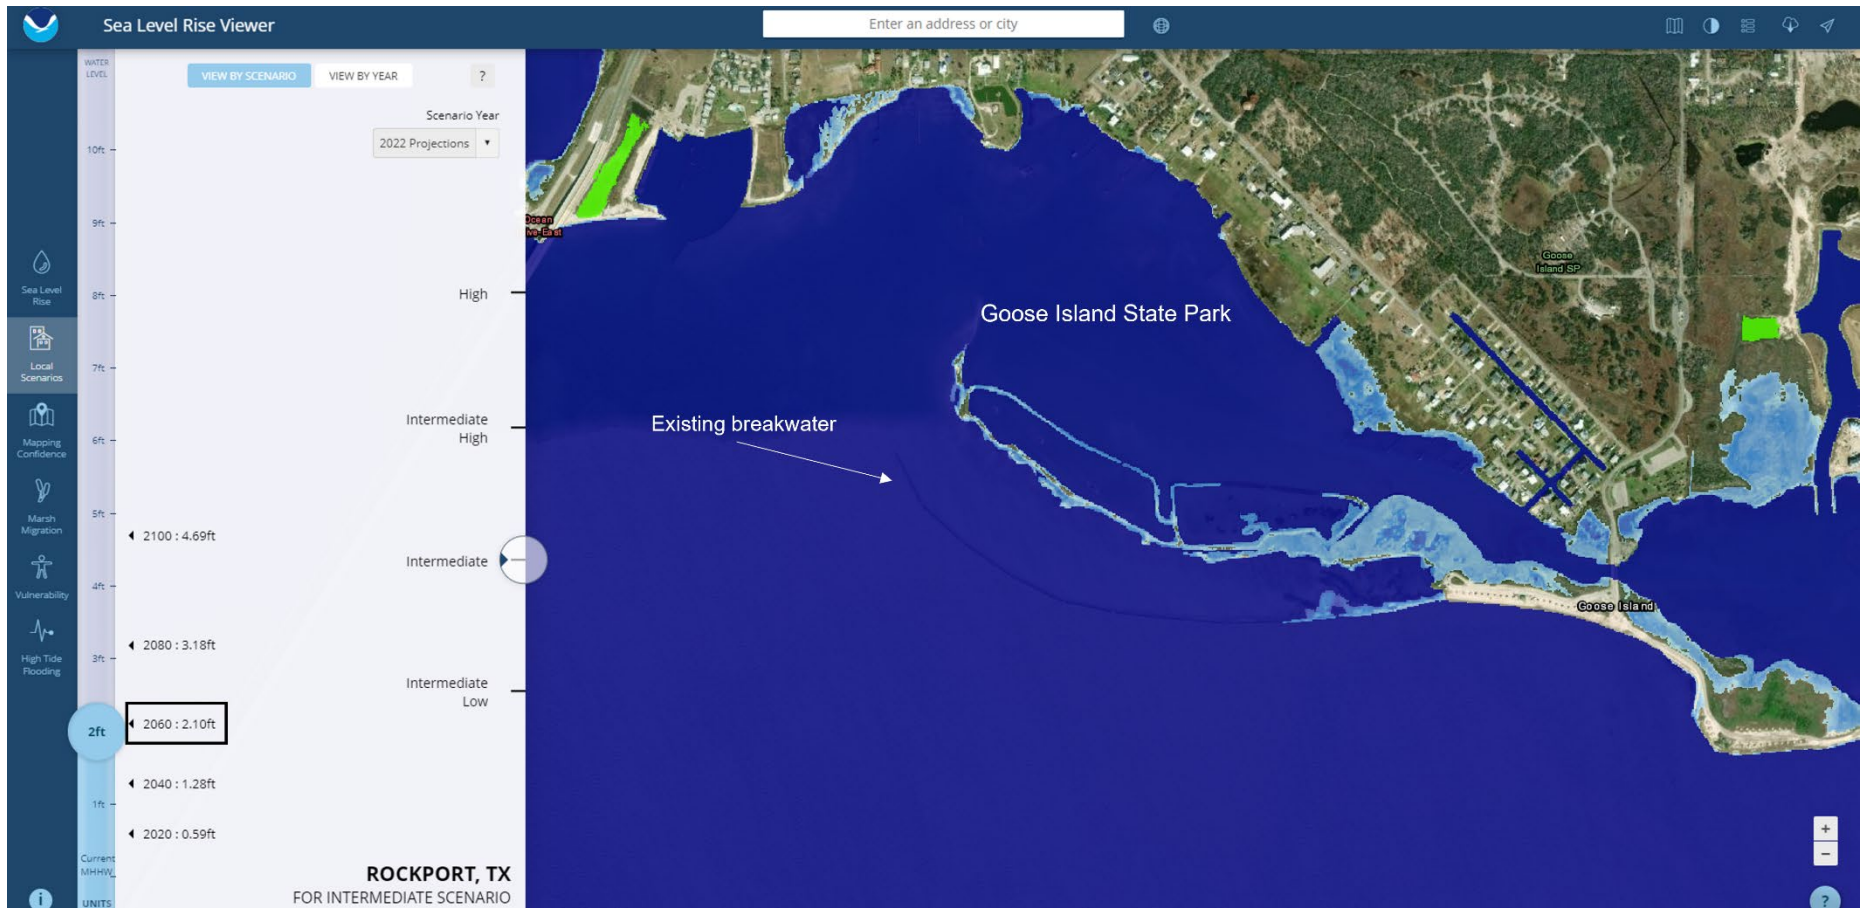 Sea Level Rise Viewer
Enter an address or city
WATER
LEVEL
VIEW BY SCENARIO
VIEW BY YEAR
?
Scenario Year
2022 Projections
10ft
9ft
8ft
7ft
6ft
5ft
4ft
3ft
2ft
1ft
Current
MHHW
UNITS
Sea Level
Rise
Local
Scenarios
Mapping
Confidence
Marsh
Migration
Vulnerability
High Tide
Flooding
i
High
Intermediate
High
Intermediate
Intermediate
Low
2100 : 4.69ft
2080 : 3.18ft
2060 : 2.10ft
2040 : 1.28ft
2020 : 0.59ft
ROCKPORT, TX
FOR INTERMEDIATE SCENARIO
Ocean
ive-East
Goose
Island SP
Goose Island State Park
Existing breakwater
Goose Island
+
−
?